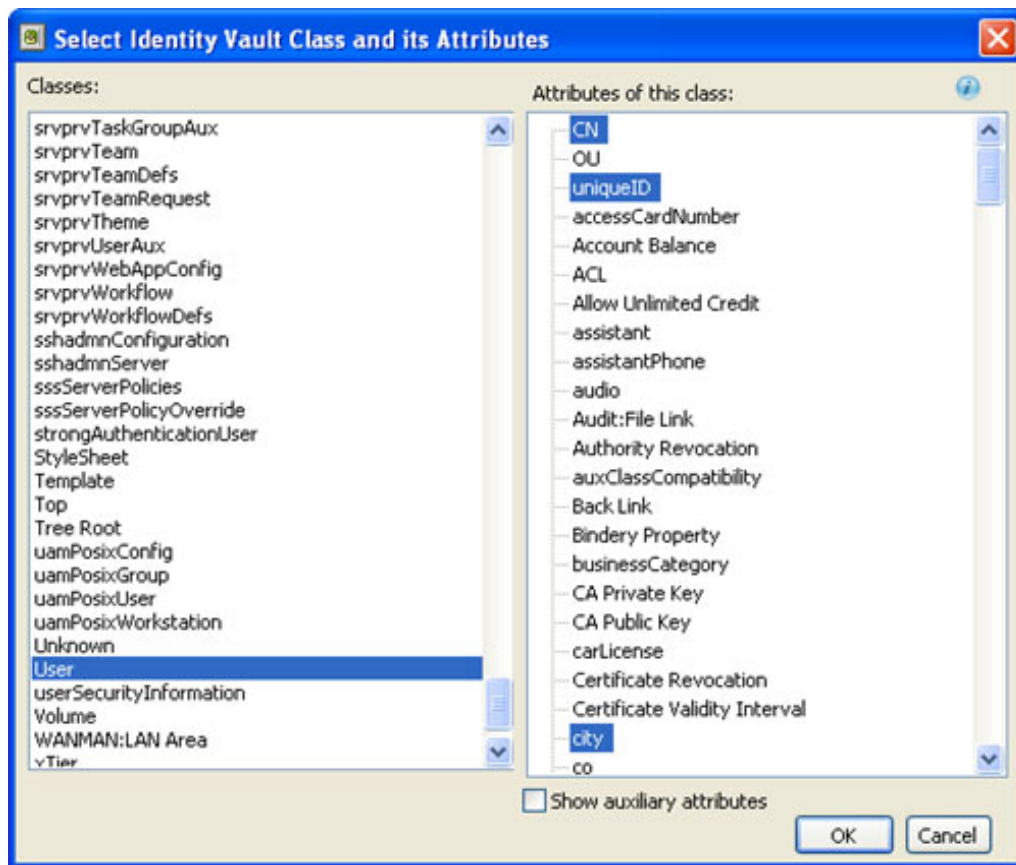 Select Identity Vault Class and its Attributes
Classes:
srvprvTaskGroupAux
srvprvTeam
srvprvTeamDefs
srvprvTeamRequest
srvprvTheme
srvprvUserAux
srvprvWebAppConfig
srvprvWorkflow
srvprvWorkflowDefs
sshadmnConfiguration
sshadmnServer
sssServerPolicies
sssServerPolicyOverride
strongAuthenticationUser
StyleSheet
Template
Top
Tree Root
uamPosixConfig
uamPosixGroup
uamPosixUser
uamPosixWorkstation
Unknown
User
userSecurityInformation
Volume
WANMAN:LAN Area
xTier
Attributes of this class:
CN
OU
uniqueID
accessCardNumber
Account Balance
ACL
Allow Unlimited Credit
assistant
assistantPhone
audio
Audit:File Link
Authority Revocation
auxClassCompatibility
Back Link
Bindery Property
businessCategory
CA Private Key
CA Public Key
carLicense
Certificate Revocation
Certificate Validity Interval
city
co
Show auxiliary attributes
OK
Cancel